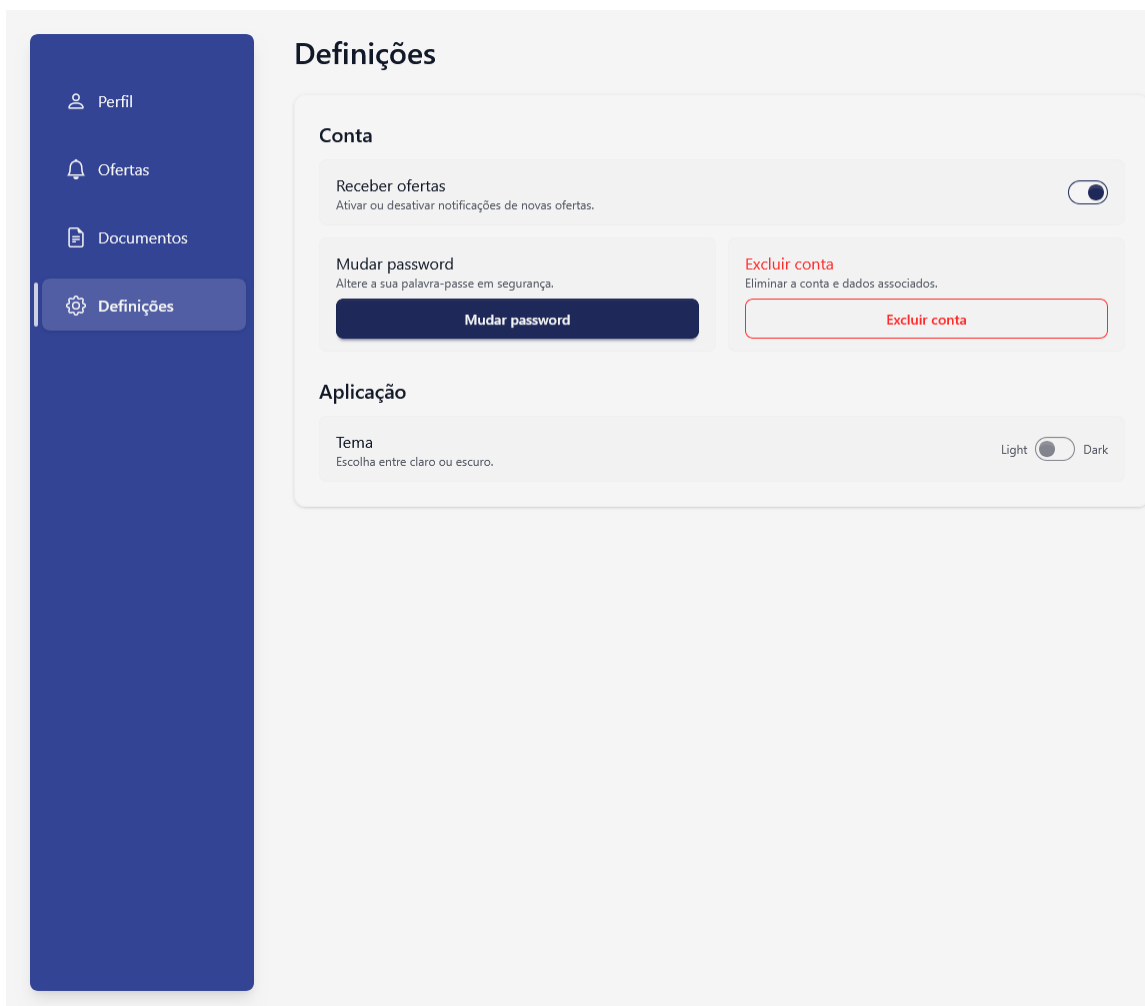 Perfil
Ofertas
Documentos
Definições
Definições
Conta
Receber ofertas
Ativar ou desativar notificações de novas ofertas.
Mudar password
Altere a sua palavra-passe em segurança.
Mudar password
Excluir conta
Eliminar a conta e dados associados.
Excluir conta
Aplicação
Tema
Escolha entre claro ou escuro.
Light Dark